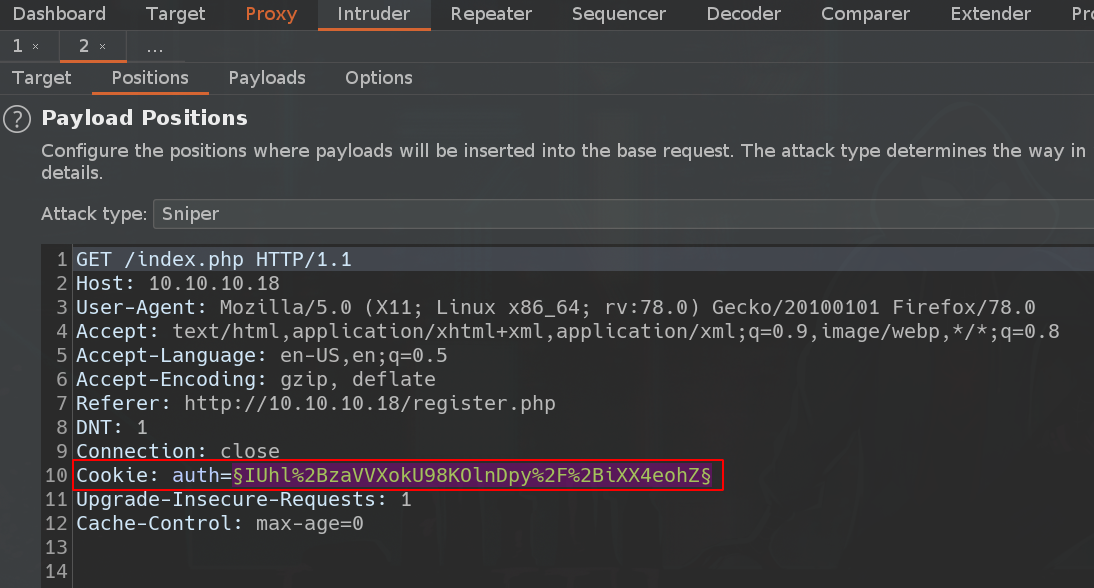 Dashboard Target Proxy Intruder Repeater Sequencer Decoder Comparer Extender Pr
1 × 2 × ...
Target Positions Payloads Options
? Payload Positions
Configure the positions where payloads will be inserted into the base request. The attack type determines the way in
details.
Attack type: Sniper
1 GET /index.php HTTP/1.1
2 Host: 10.10.10.18
3 User-Agent: Mozilla/5.0 (X11; Linux x86_64; rv:78.0) Gecko/20100101 Firefox/78.0
4 Accept: text/html,application/xhtml+xml,application/xml;q=0.9,image/webp,*/*;q=0.8
5 Accept-Language: en-US,en;q=0.5
6 Accept-Encoding: gzip, deflate
7 Referer: http://10.10.10.18/register.php
8 DNT: 1
9 Connection: close
10 Cookie: auth=§IUhl%2BzaVVXokU98KOlnDpy%2F%2BiXX4eohZ§
11 Upgrade-Insecure-Requests: 1
12 Cache-Control: max-age=0
13
14